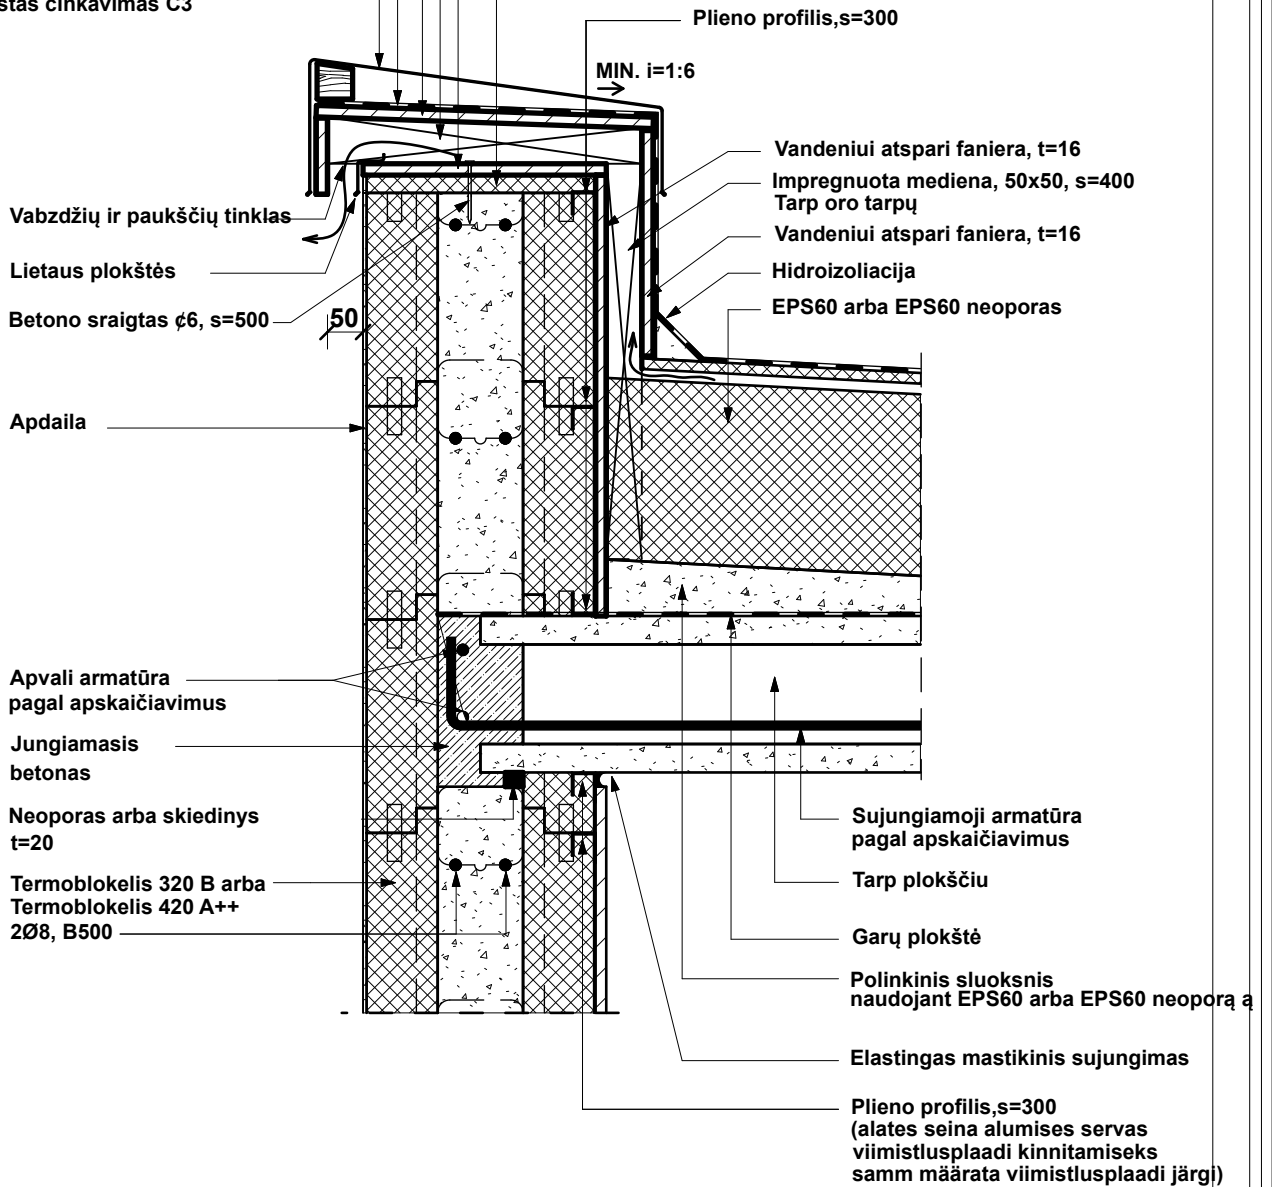 stas cinkavimas C3
Plieno profilis,s=300
MIN. i=1:6
Vandeniui atspari faniera, t=16
Impregnuota mediena, 50x50, s=400
Tarp oro tarpų
Vandeniui atspari faniera, t=16
Hidroizoliacija
EPS60 arba EPS60 neoporas
Vabzdžių ir paukščių tinklas
Lietaus plokštės
Betono sraigtas ¢6, s=500
50
Apdaila
Apvali armatūra
pagal apskaičiavimus
Jungiamasis
betonas
Neoporas arba skiedinys
t=20
Termoblokelis 320 B arba
Termoblokelis 420 A++
2Ø8, B500
Sujungiamoji armatūra
pagal apskaičiavimus
Tarp plokščiu
Garų plokštė
Polinkinis sluoksnis
naudojant EPS60 arba EPS60 neoporą ą
Elastingas mastikinis sujungimas
Plieno profilis,s=300
(alates seina alumises servas
viimistlusplaadi kinnitamiseks
samm määrata viimistlusplaadi järgi)